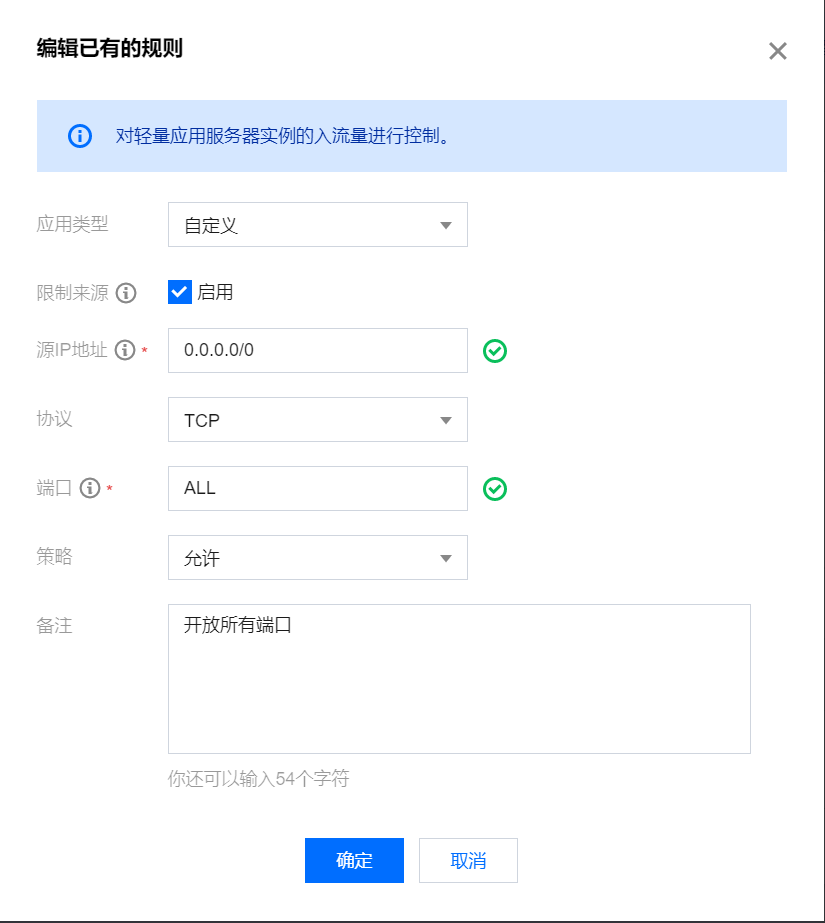 编辑已有的规则
对轻量应用服务器实例的入流量进行控制。
应用类型 自定义
限制来源 启用
源IP地址 * 0.0.0.0/0
协议 TCP
端口 * ALL
策略 允许
备注 开放所有端口
你还可以输入54个字符
确定 取消